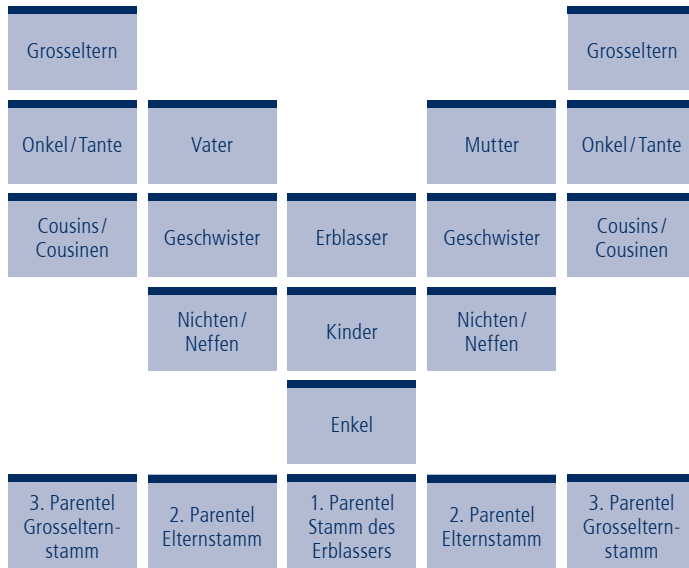 Grosseltern
Grosseltern
Onkel / Tante
Vater
Mutter
Onkel / Tante
Cousins /
Cousinen
Geschwister
Erblasser
Geschwister
Cousins /
Cousinen
Nichten /
Neffen
Kinder
Nichten /
Neffen
Enkel
3. Parentel
Grosseltern-
stamm
2. Parentel
Elternstamm
1. Parentel
Stamm des
Erblassers
2. Parentel
Elternstamm
3. Parentel
Grosseltern-
stamm